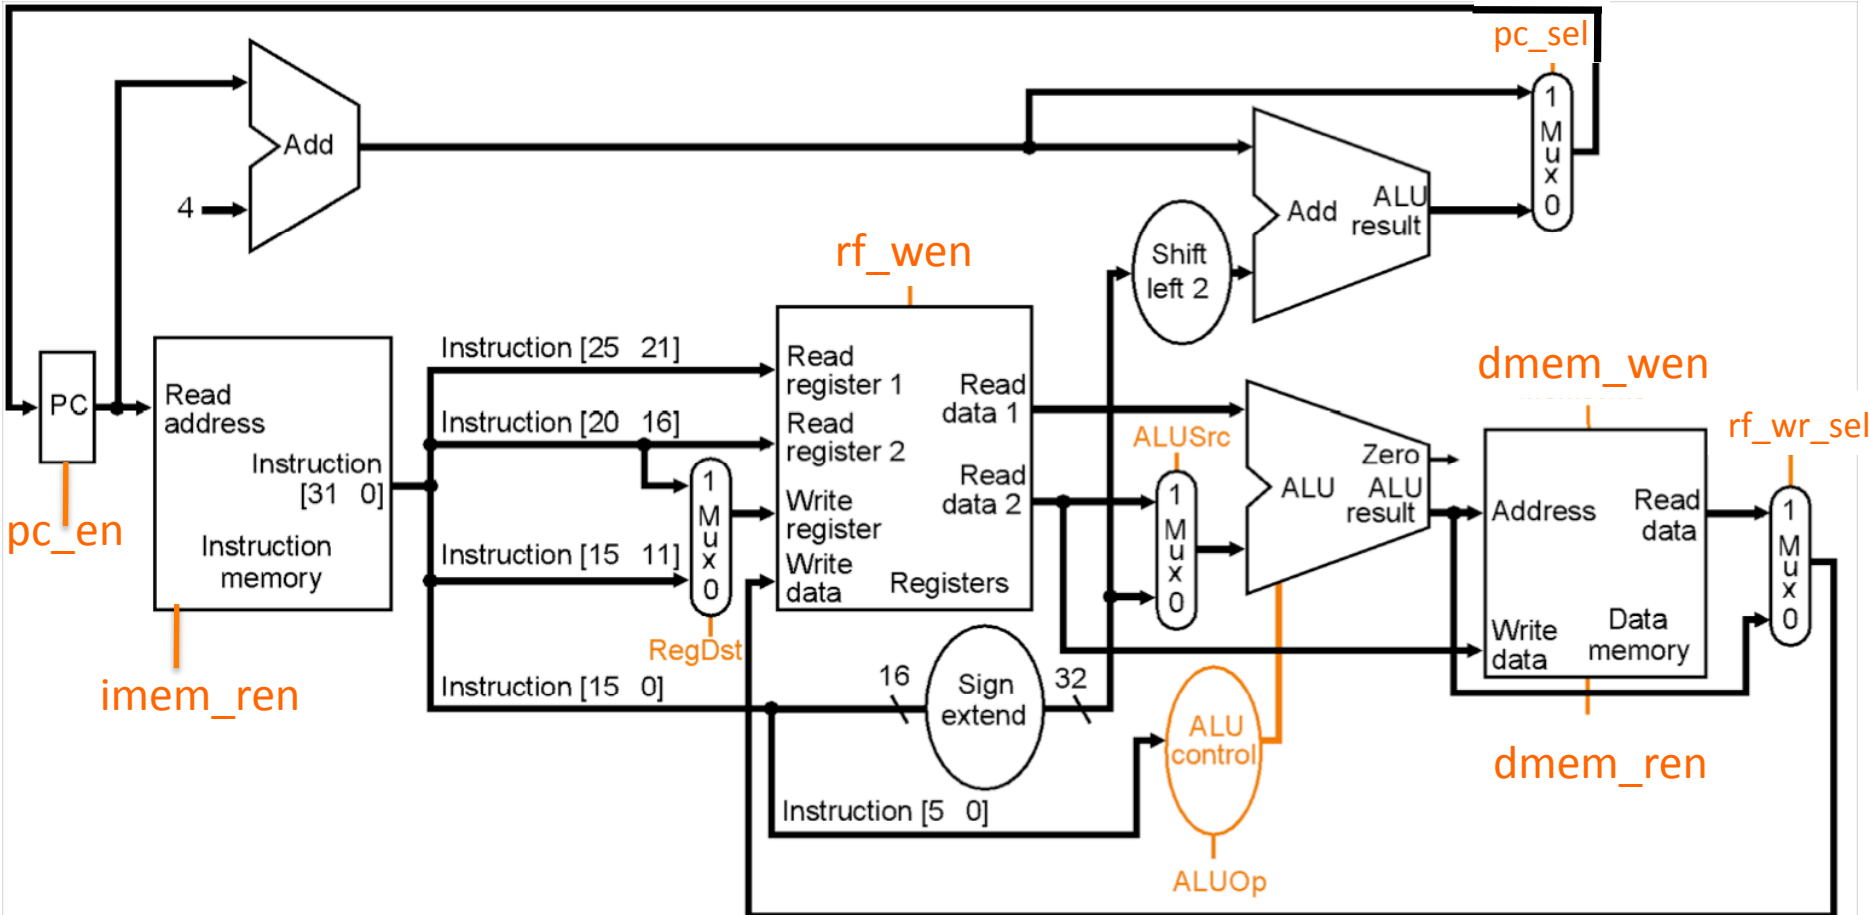 pc_sel
1
M
u
x
0
Add
4
Add
ALU
result
Shift
left 2
rf_wen
Instruction [25 21]
Read
register 1
Read
data 1
dmem_wen
PC
Read
address
Instruction [20 16]
Read
register 2
ALUSrc
rf_wr_sel
Instruction
[31 0]
1
M
u
x
0
Write
register
Read
data 2
1
M
u
x
0
Zero
ALU
ALU
result
Address
Read
data
1
M
u
x
0
pc_en
Instruction
memory
Instruction [15 11]
Write
data
Registers
Write
data
Data
memory
RegDst
imem_ren
Instruction [15 0]
16
Sign
extend
32
ALU
control
dmem_ren
Instruction [5 0]
ALUOp